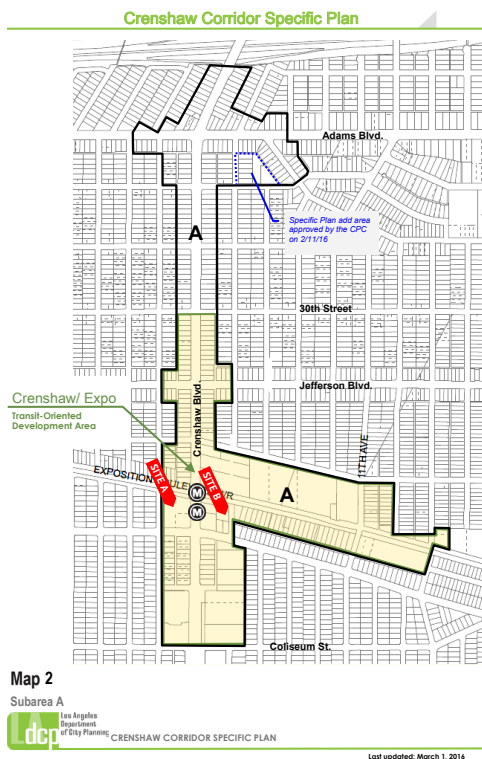 Crenshaw Corridor Specific Plan
Adams Blvd.
Specific Plan add area
approved by the CPC
on 2/11/16
A
30th Street
Jefferson Blvd.
Crenshaw/ Expo
Transit-Oriented
Development Area
Crenshaw Blvd.
11TH AVE
EXPOSITION
SITE A
SITE B
M
M
A
Coliseum St.
Map 2
Subarea A
LA
dcp
Los Angeles
Department
of City Planning
CRENSHAW CORRIDOR SPECIFIC PLAN
Last updated: March 1, 2016